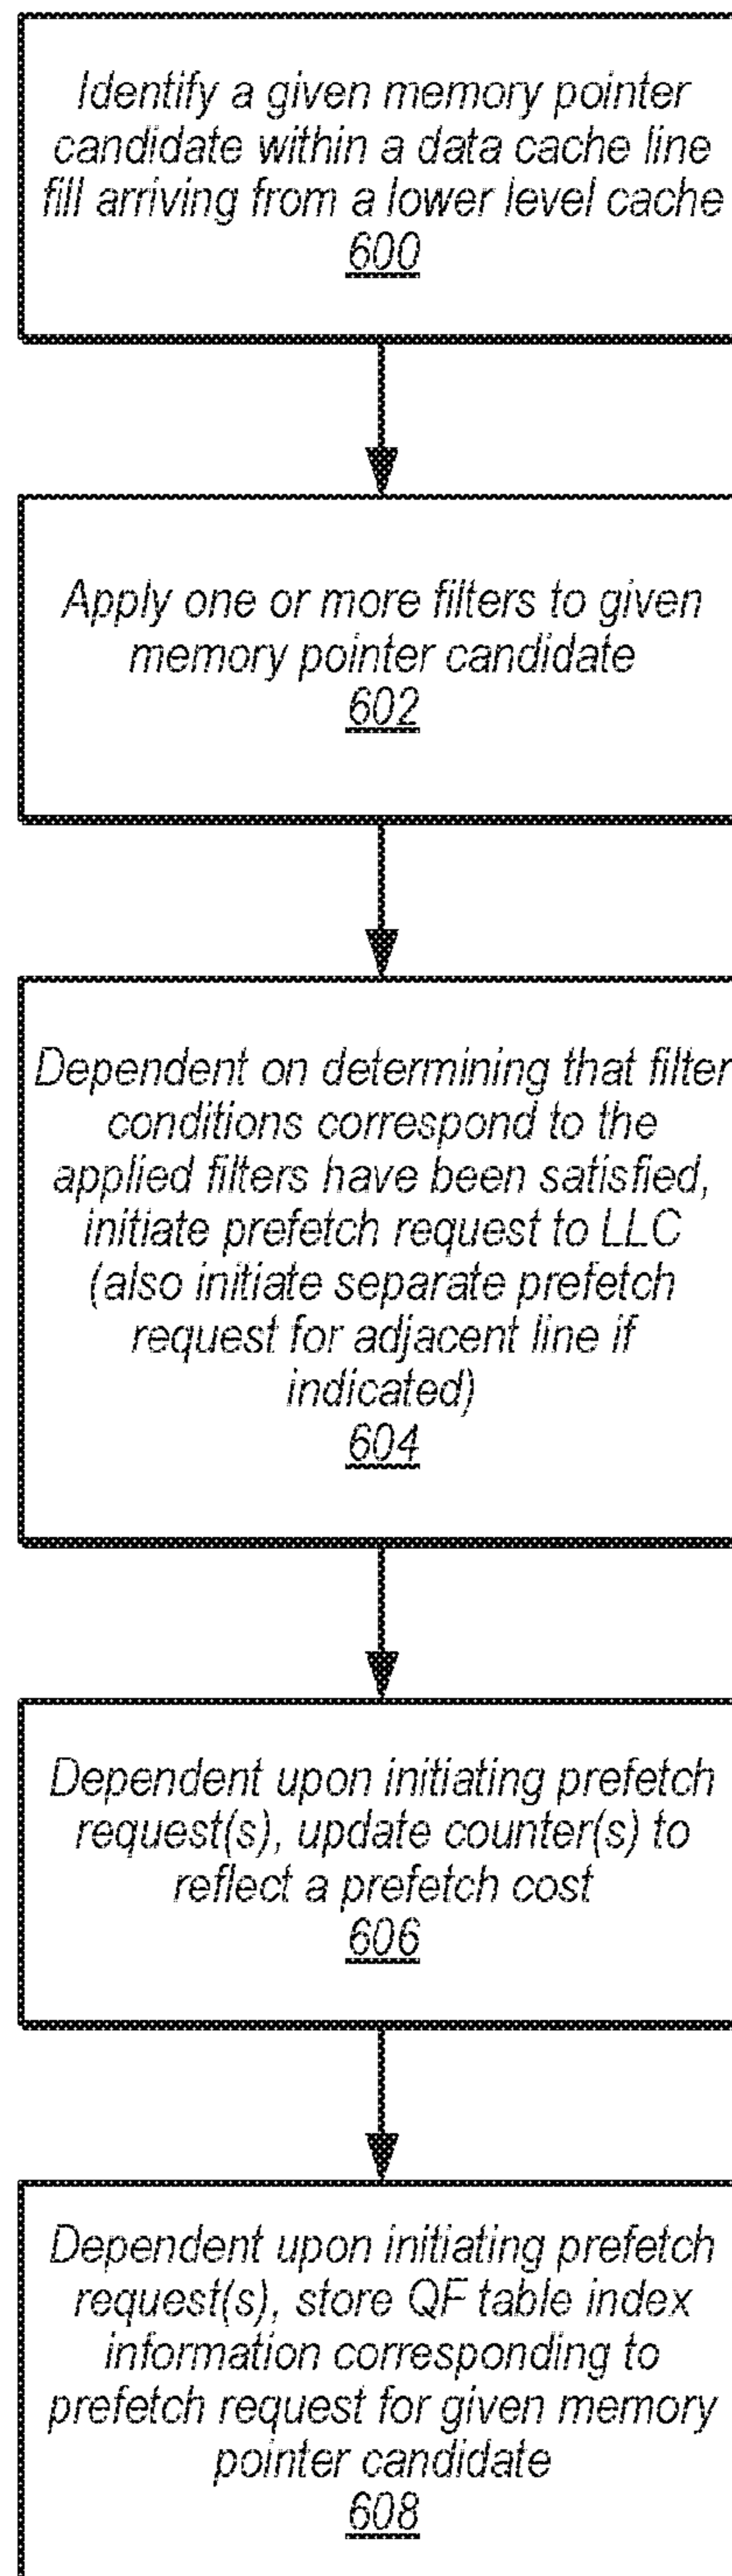 Identify a given memory pointer
candidate within a data cache line
fill arriving from a lower level cache
600
Apply one or more filters to given
memory pointer candidate
602
Dependent on determining that filter
conditions correspond to the
applied filters have been satisfied,
initiate prefetch request to LLC
(also initiate separate prefetch
request for adjacent line if
indicated)
604
Dependent upon initiating prefetch
request(s), update counter(s) to
reflect a prefetch cost
606
Dependent upon initiating prefetch
request(s), store QF table index
information corresponding to
prefetch request for given memory
pointer candidate
608